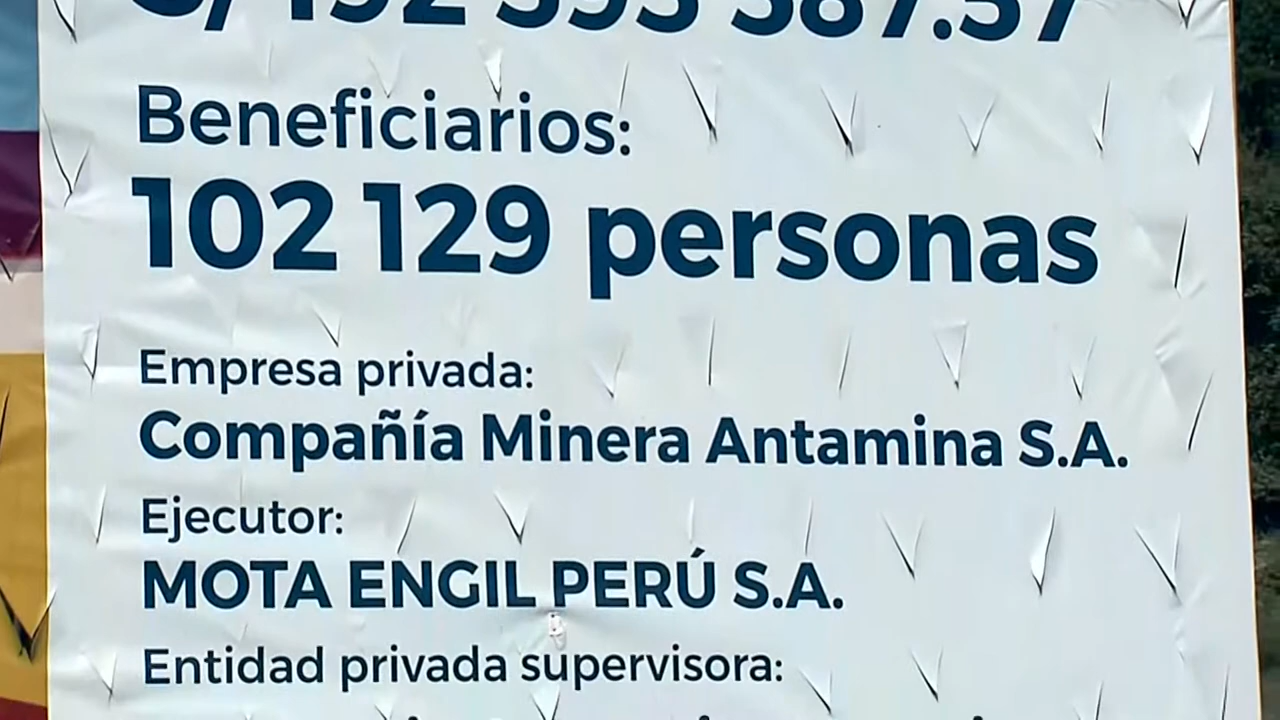 Beneficiarios:
102 129 personas
Empresa privada:
Compañía Minera Antamina S.A.
Ejecutor:
MOTA ENGIL PERÚ S.A.
Entidad privada supervisora: